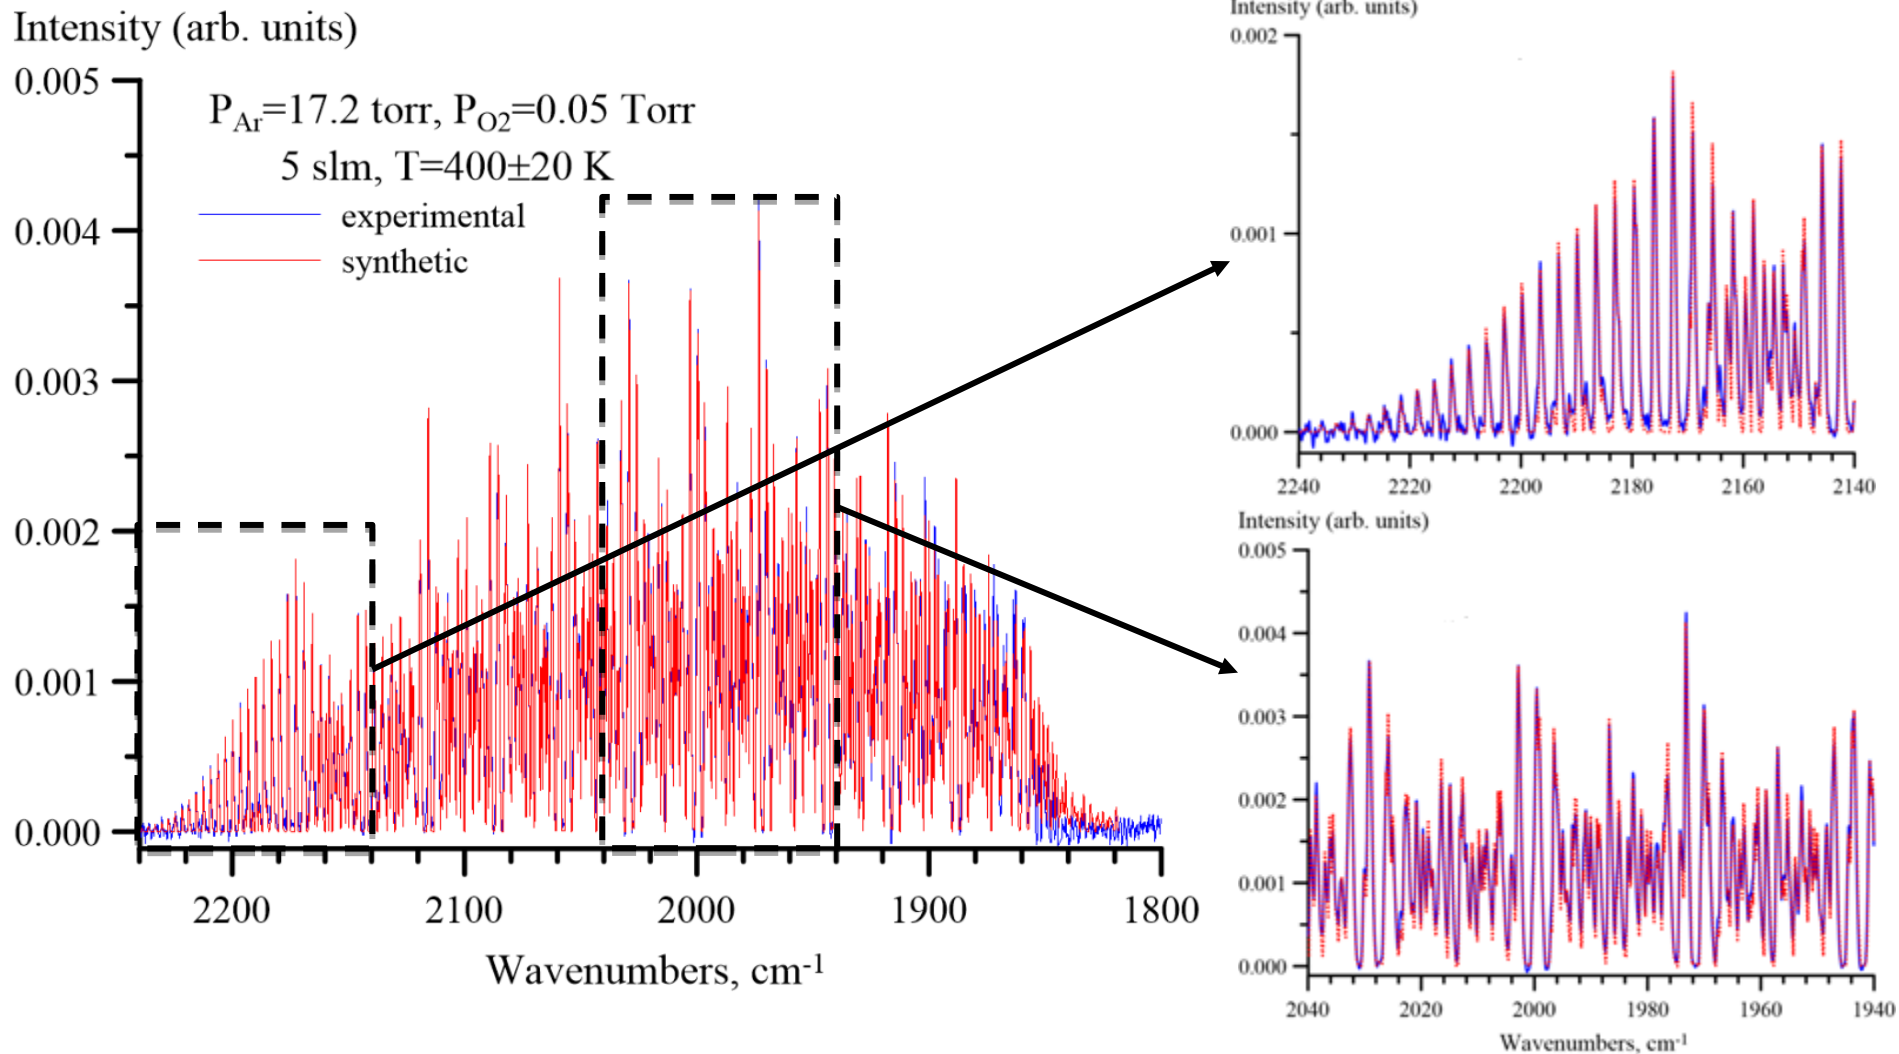 Intensity (arb. units)
0.005
P_Ar=17.2 torr, P_O2=0.05 Torr
5 slm, T=400±20 K
experimental
synthetic
0.004
0.003
0.002
0.001
0.000
2200 2100 2000 1900 1800
Wavenumbers, cm⁻¹
Intensity (arb. units)
0.002
0.001
0.000
2240 2220 2200 2180 2160 2140
Intensity (arb. units)
0.005
0.004
0.003
0.002
0.001
0.000
2040 2020 2000 1980 1960 1940
Wavenumbers, cm⁻¹